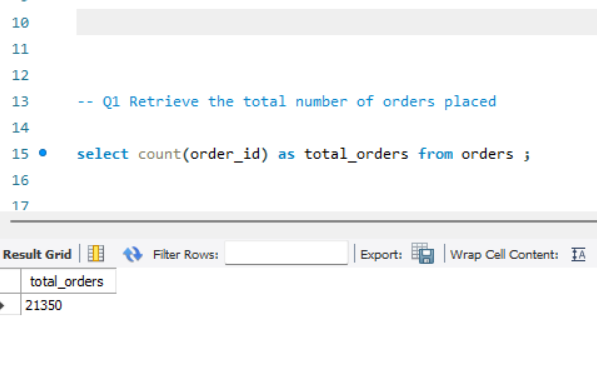 10
11
12
13 -- Q1 Retrieve the total number of orders placed
14
15 select count(order_id) as total_orders from orders ;
16
17
Result Grid Filter Rows: Export: Wrap Cell Content:
total_orders
21350